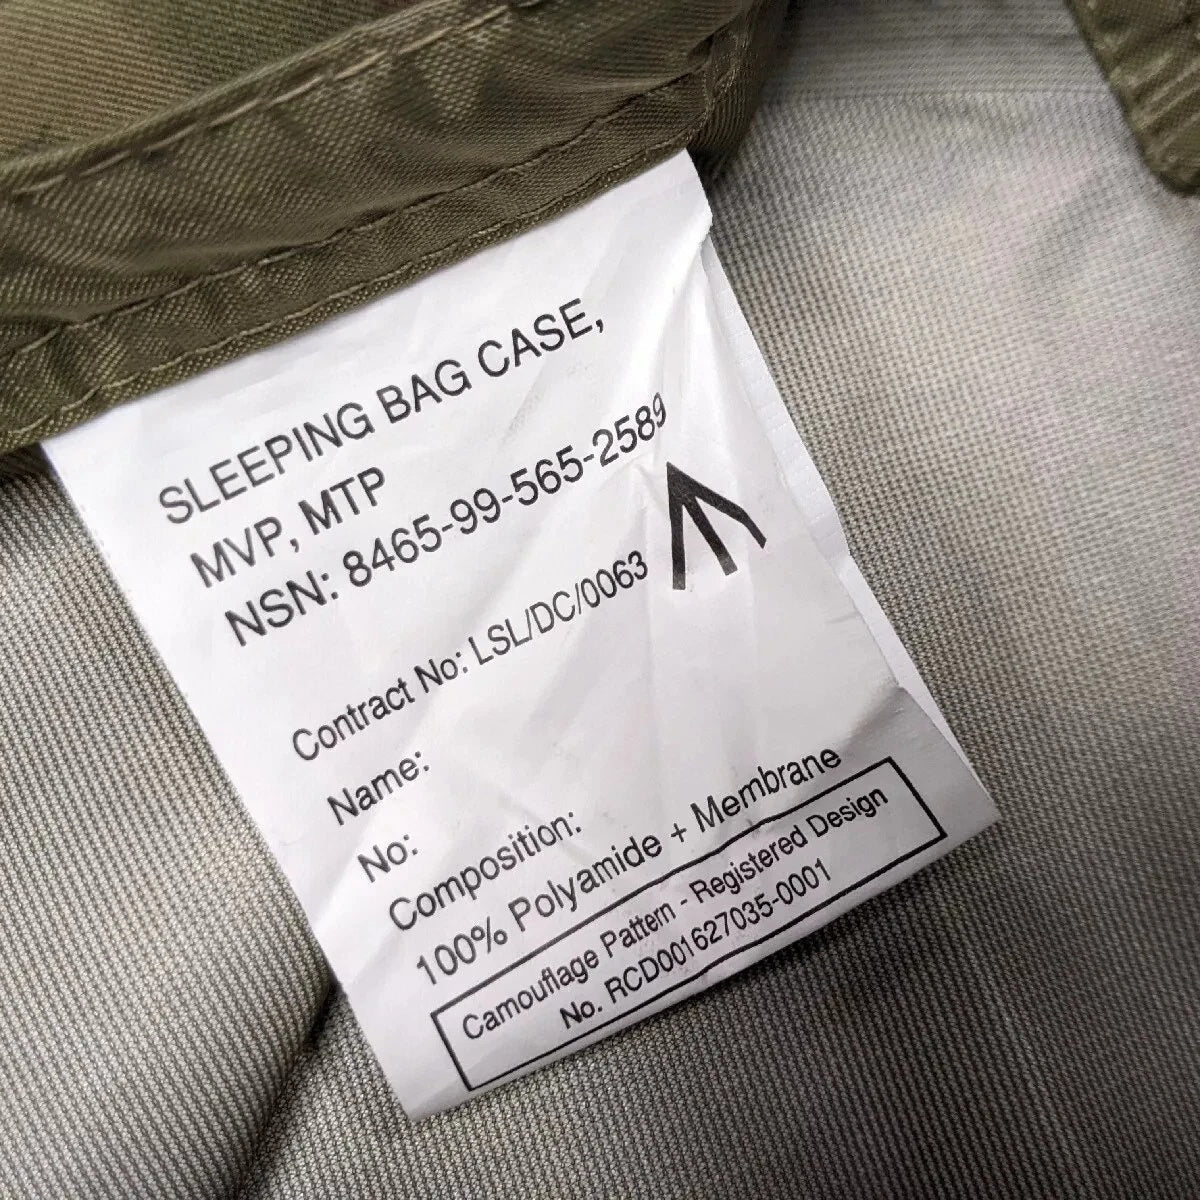 SLEEPING BAG CASE,
MVP, MTP
NSN: 8465-99-565-2589
Contract No: LSL/DC/0063
Name:
No:
Composition:
100% Polyamide + Membrane
Camouflage Pattern - Registered Design
No. RCD001627035-0001